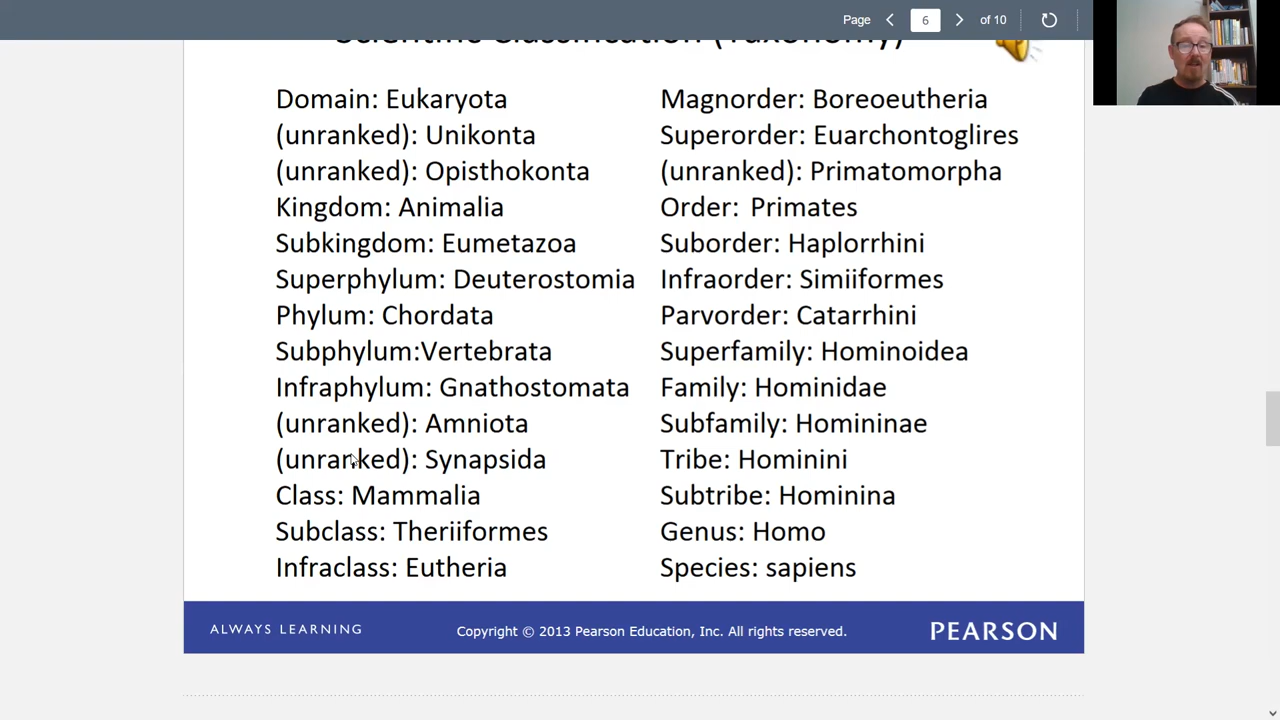 Page 6 of 10
Scientific Classification (Taxonomy)
Domain: Eukaryota
(unranked): Unikonta
(unranked): Opisthokonta
Kingdom: Animalia
Subkingdom: Eumetazoa
Superphylum: Deuterostomia
Phylum: Chordata
Subphylum:Vertebrata
Infraphylum: Gnathostomata
(unranked): Amniota
(unranked): Synapsida
Class: Mammalia
Subclass: Theriiformes
Infraclass: Eutheria
Magnorder: Boreoeutheria
Superorder: Euarchontoglires
(unranked): Primatomorpha
Order: Primates
Suborder: Haplorrhini
Infraorder: Simiiformes
Parvorder: Catarrhini
Superfamily: Hominoidea
Family: Hominidae
Subfamily: Homininae
Tribe: Hominini
Subtribe: Hominina
Genus: Homo
Species: sapiens
ALWAYS LEARNING
Copyright © 2013 Pearson Education, Inc. All rights reserved.
PEARSON